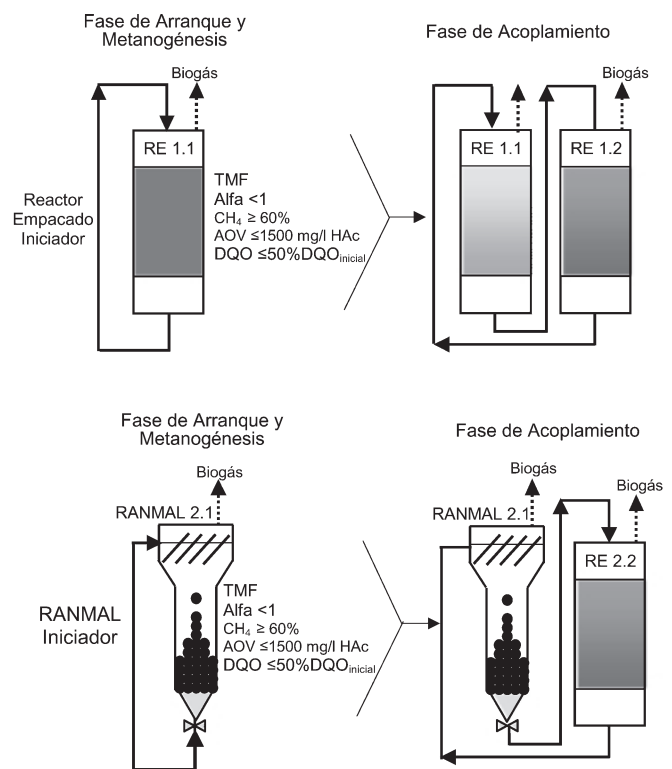 Fase de Arranque y
Metanogénesis
Biogás
RE 1.1
Reactor
Empacado
Iniciador
TMF
Alfa <1
CH₄ ≥ 60%
AOV ≤1500 mg/l HAc
DQO ≤50%DQOinicial
Fase de Acoplamiento
Biogás
RE 1.1
RE 1.2
Fase de Arranque y
Metanogénesis
Biogás
RANMAL 2.1
RANMAL
Iniciador
TMF
Alfa <1
CH₄ ≥ 60%
AOV ≤1500 mg/l HAc
DQO ≤50%DQOinicial
Fase de Acoplamiento
Biogás
RANMAL 2.1
Biogás
RE 2.2